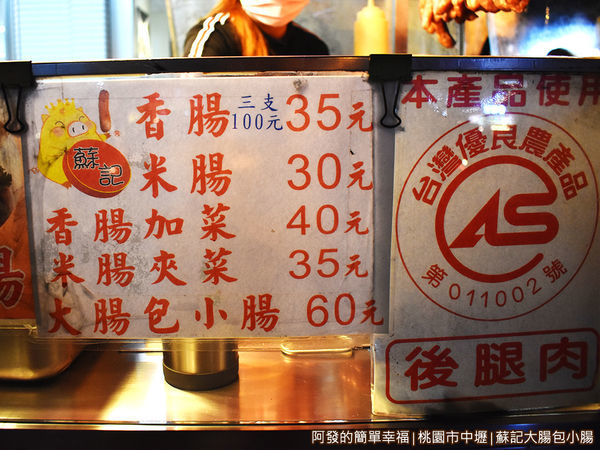 香腸 三支100元 35元
蘇記
米腸 30元
香腸加菜 40元
米腸夾菜 35元
大腸包小腸 60元
本產品使用
台灣優良農產品
CAS
第011002號
後腿肉
阿發的簡單幸福|桃園市中壢|蘇記大腸包小腸